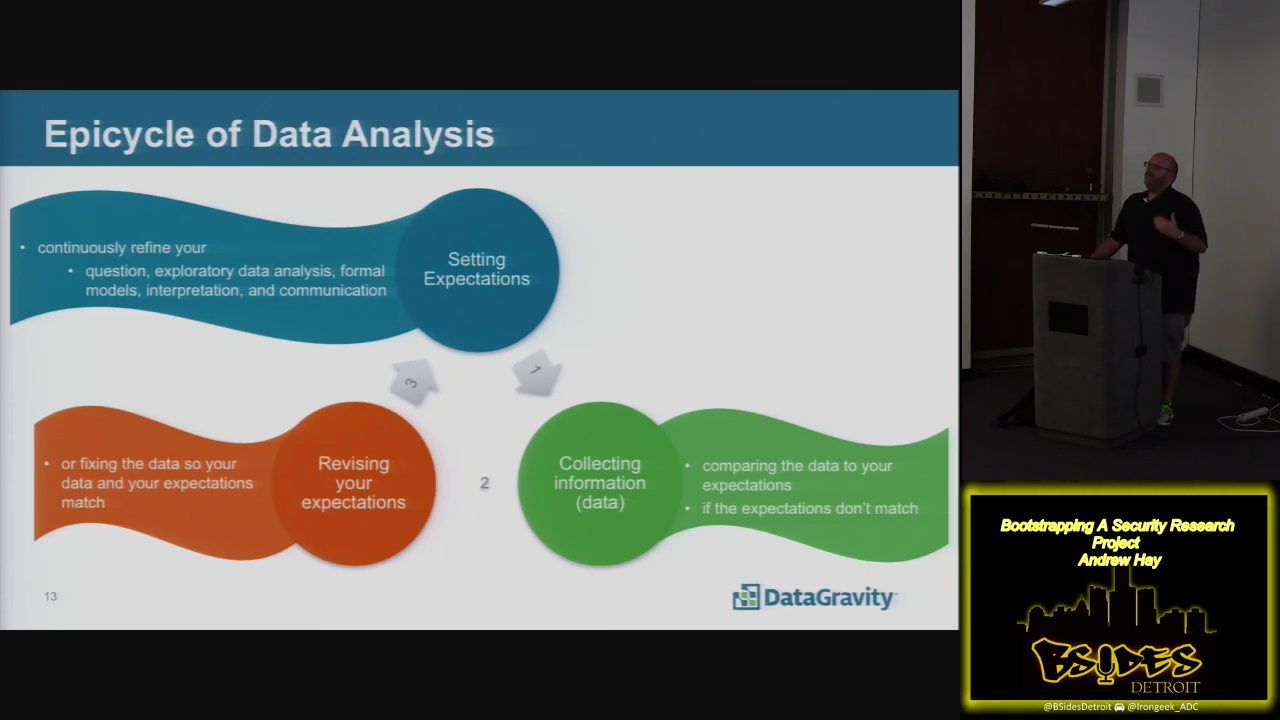 Epicycle of Data Analysis
• continuously refine your
• question, exploratory data analysis, formal
models, interpretation, and communication
Setting
Expectations
3
1
• or fixing the data so your
data and your expectations
match
Revising
your
expectations
2
Collecting
information
(data)
• comparing the data to your
expectations
• if the expectations don't match
13
DataGravity
Bootstrapping A Security Research
Project
Andrew Hay
BSIDES
DETROIT
@BSidesDetroit @Irongeek_ADC